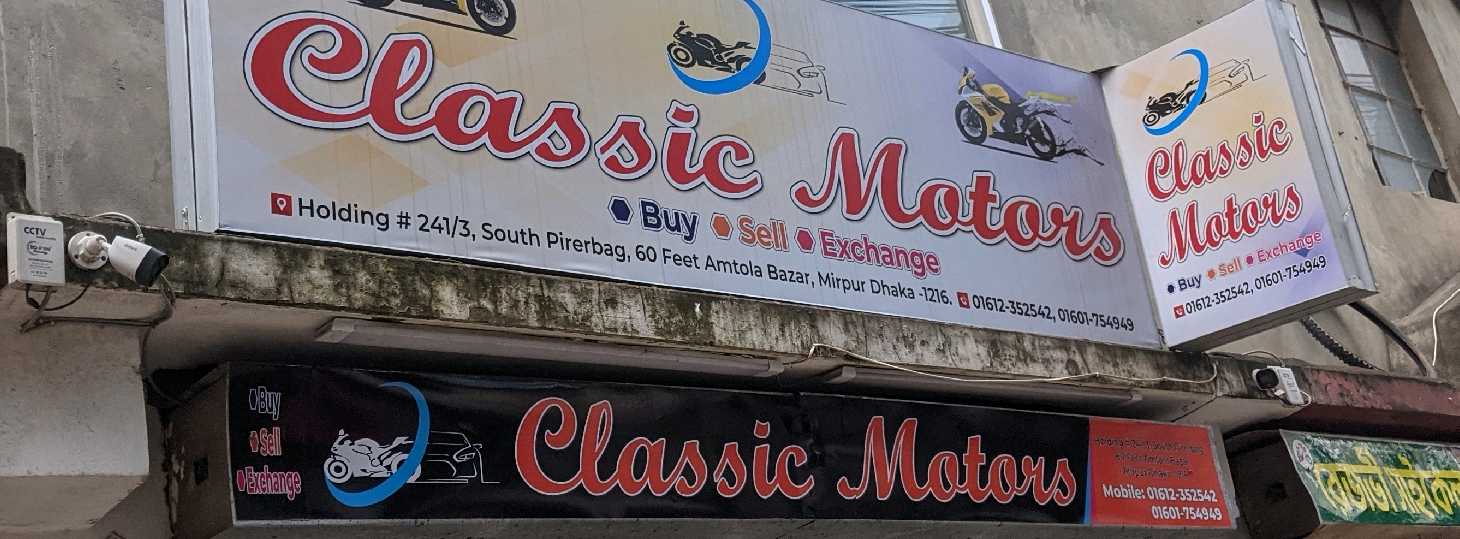 Classic Motors
Buy Sell Exchange
Holding # 241/3, South Pirerbag, 60 Feet Amtola Bazar, Mirpur Dhaka -1216. 01612-352542, 01601-754949
Classic
Motors
Buy Sell Exchange
01612-352542, 01601-754949
CCTV
Buy
Sell
Exchange
Classic Motors
Mobile: 01612-352542
01601-754949